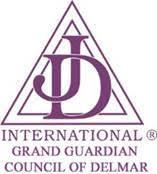 JD
INTERNATIONAL ®
GRAND GUARDIAN
COUNCIL OF DELMAR